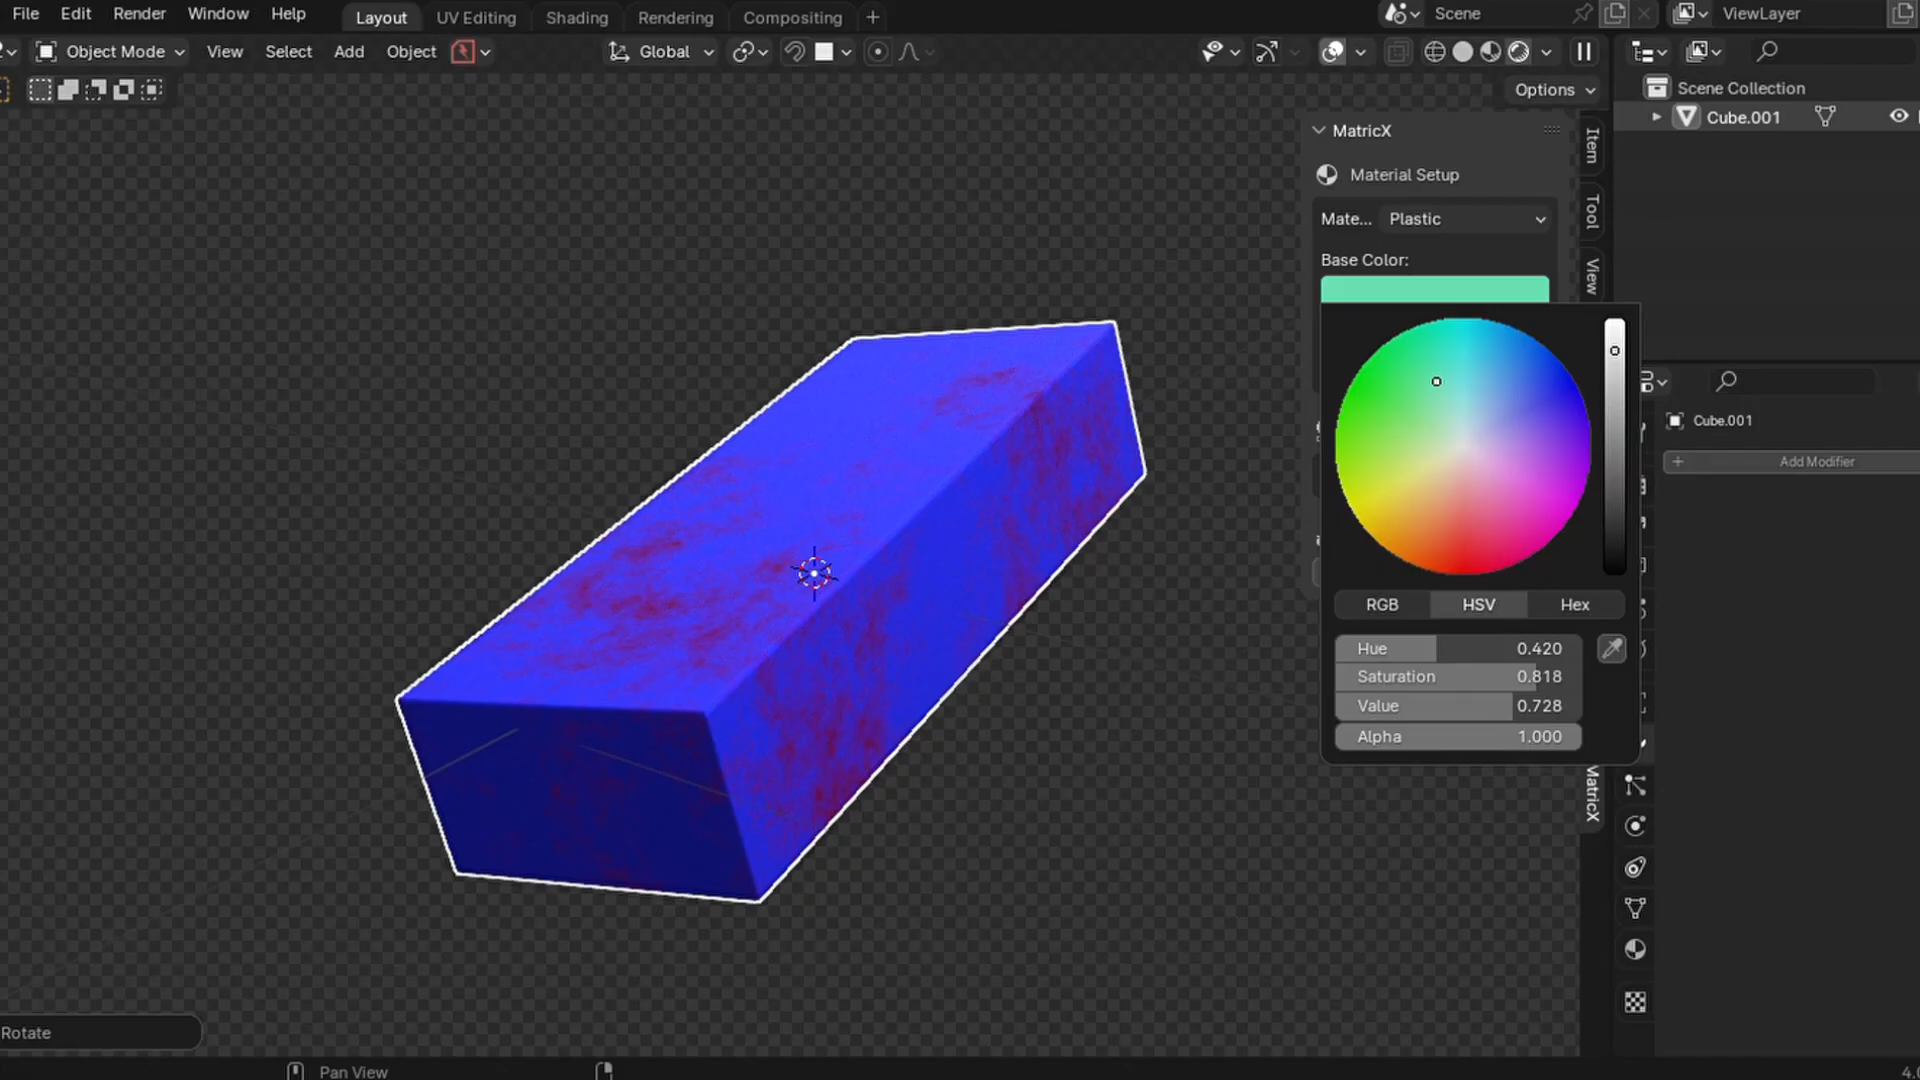 File Edit Render Window Help Layout UV Editing Shading Rendering Compositing + Scene ViewLayer
Object Mode View Select Add Object Global
Options
Scene Collection
Cube.001
MatricX
Material Setup
Mate... Plastic
Base Color:
Item
Tool
View
MatricX
RGB HSV Hex
Hue 0.420
Saturation 0.818
Value 0.728
Alpha 1.000
Cube.001
+ Add Modifier
Rotate
Pan View